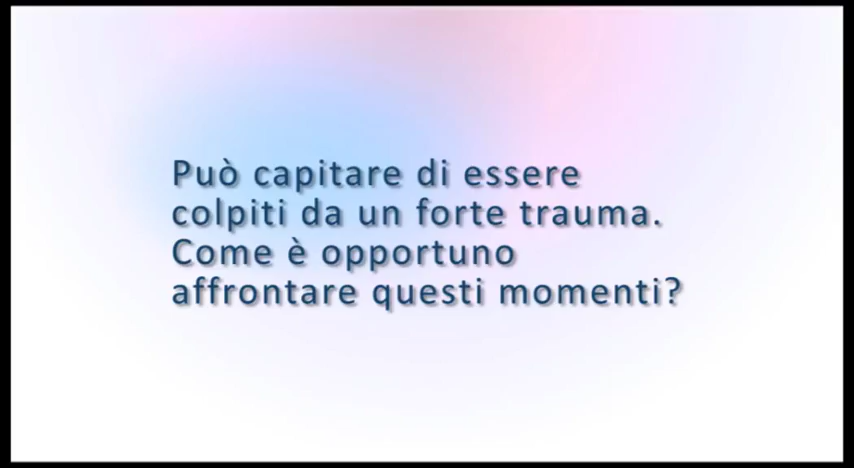 Può capitare di essere
colpiti da un forte trauma.
Come è opportuno
affrontare questi momenti?